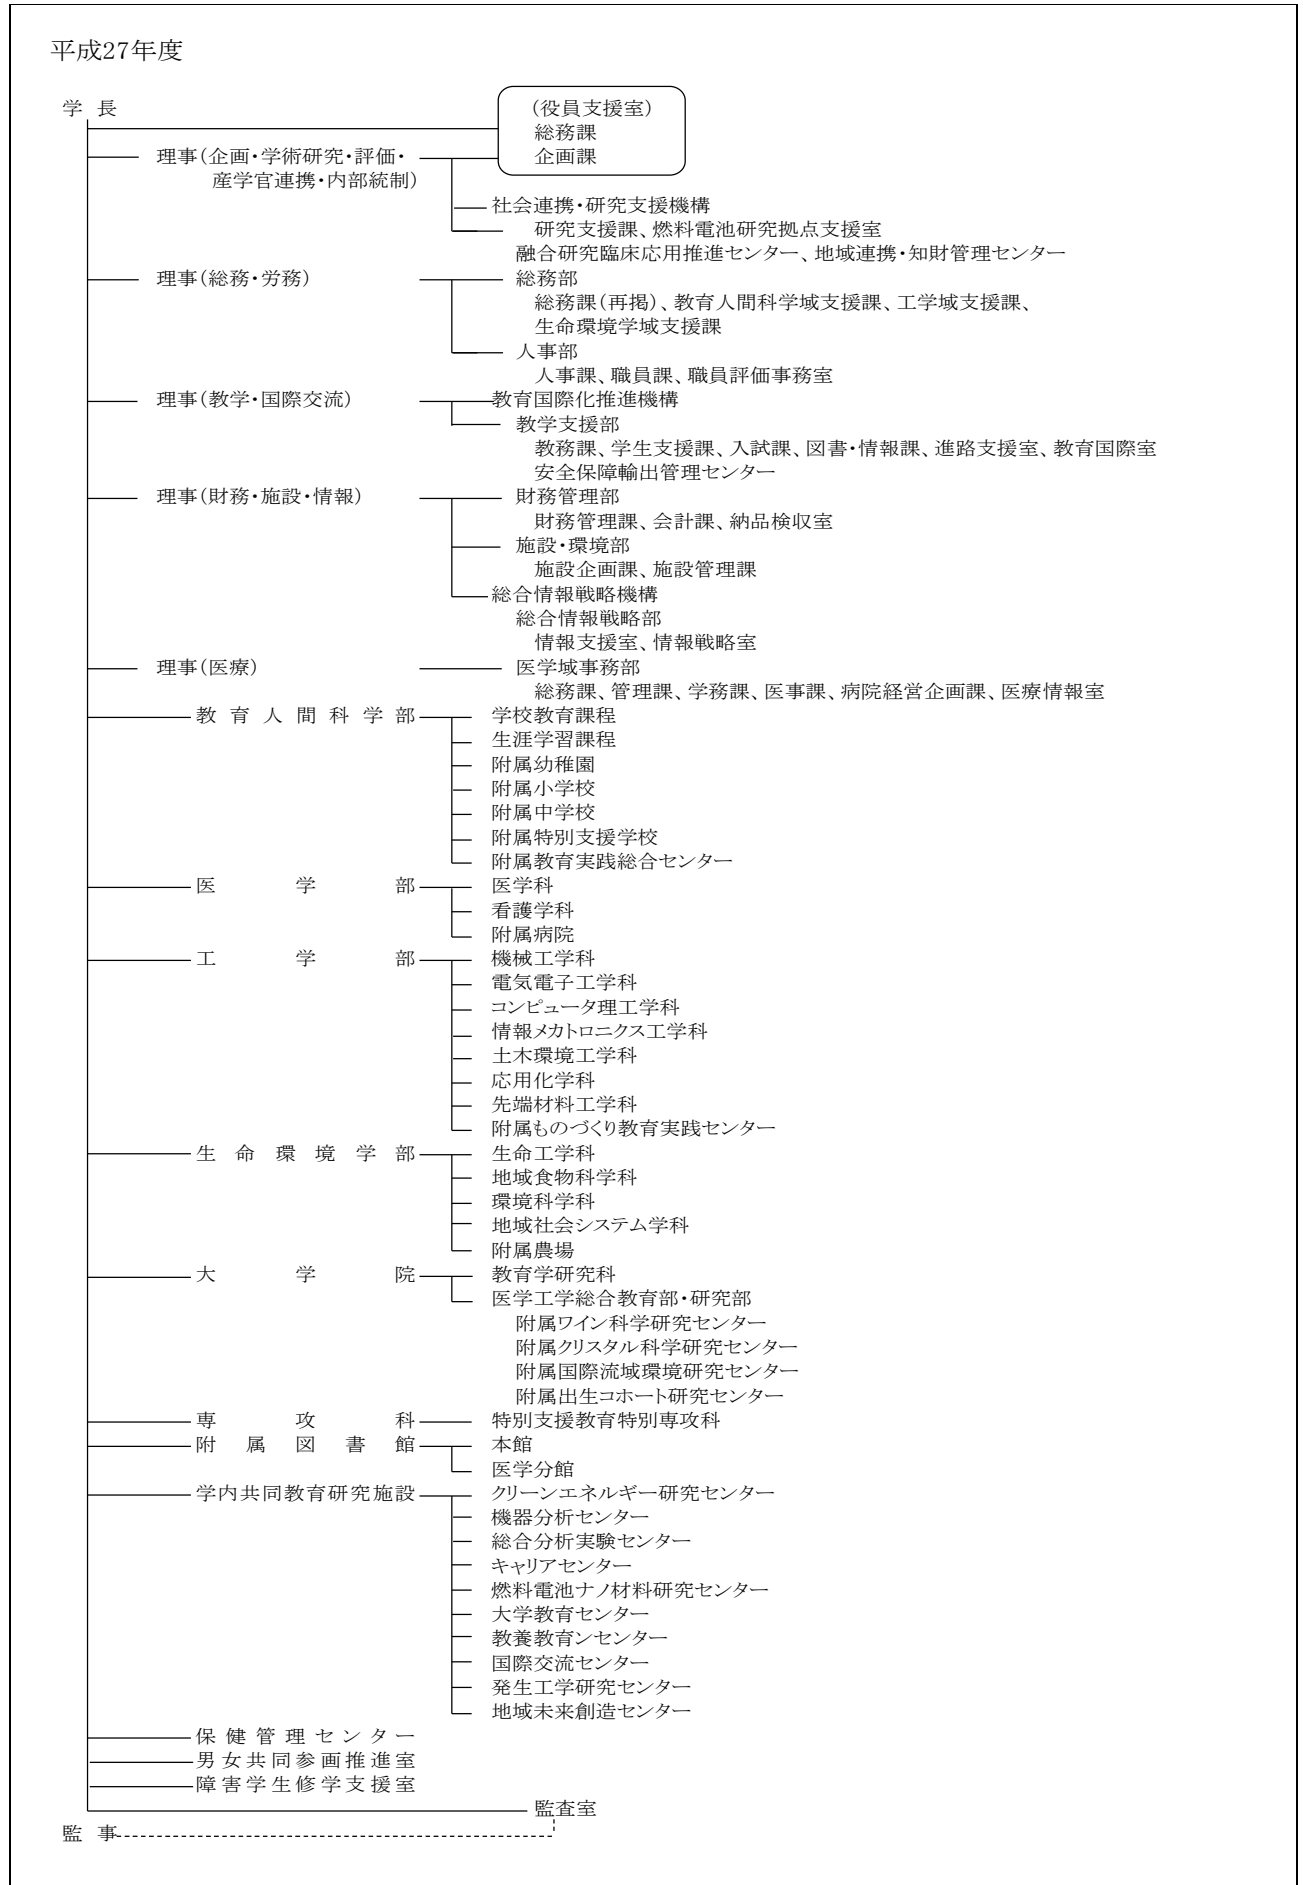 平成27年度
学 長
(役員支援室)
総務課
企画課
理事(企画・学術研究・評価・
産学官連携・内部統制)
社会連携・研究支援機構
研究支援課、燃料電池研究拠点支援室
融合研究臨床応用推進センター、地域連携・知財管理センター
理事(総務・労務) 総務部
総務課(再掲)、教育人間科学域支援課、工学域支援課、
生命環境学域支援課
人事部
人事課、職員課、職員評価事務室
理事(教学・国際交流) 教育国際化推進機構
教学支援部
教務課、学生支援課、入試課、図書・情報課、進路支援室、教育国際室
安全保障輸出管理センター
理事(財務・施設・情報) 財務管理部
財務管理課、会計課、納品検収室
施設・環境部
施設企画課、施設管理課
総合情報戦略機構
総合情報戦略部
情報支援室、情報戦略室
理事(医療) 医学域事務部
総務課、管理課、学務課、医事課、病院経営企画課、医療情報室
教育人間科学部 学校教育課程
生涯学習課程
附属幼稚園
附属小学校
附属中学校
附属特別支援学校
附属教育実践総合センター
医学部 医学科
看護学科
附属病院
工学部 機械工学科
電気電子工学科
コンピュータ理工学科
情報メカトロニクス工学科
土木環境工学科
応用化学科
先端材料工学科
附属ものづくり教育実践センター
生命環境学部 生命工学科
地域食物科学科
環境科学科
地域社会システム学科
附属農場
大学院 教育学研究科
医学工学総合教育部・研究部
附属ワイン科学研究センター
附属クリスタル科学研究センター
附属国際流域環境研究センター
附属出生コホート研究センター
専攻科 特別支援教育特別専攻科
附属図書館 本館
医学分館
学内共同教育研究施設 クリーンエネルギー研究センター
機器分析センター
総合分析実験センター
キャリアセンター
燃料電池ナノ材料研究センター
大学教育センター
教養教育ンセンター
国際交流センター
発生工学研究センター
地域未来創造センター
保健管理センター
男女共同参画推進室
障害学生修学支援室
監査室
監 事